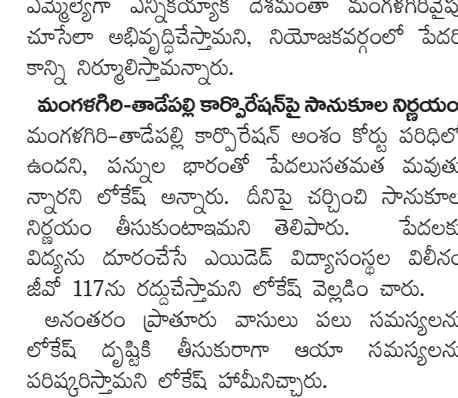 ఎమ్మెల్యేగా ఎన్నికయ్యాక దేశమంతా మంగళగిరివైపు
చూసేలా అభివృద్ధిచేస్తామని, నియోజకవర్గంలో పేదరి
కాన్ని నిర్మూలిస్తామన్నారు.
మంగళగిరి-తాడేపల్లి కార్పొరేషన్‌పై సానుకూల నిర్ణయం
మంగళగిరి-తాడేపల్లి కార్పొరేషన్ అంశం కోర్టు పరిధిలో
ఉందని, పన్నుల భారంతో పేదలుసతమత మవుతు
న్నారని లోకేష్ అన్నారు. దీనిపై చర్చించి సానుకూల
నిర్ణయం తీసుకుంటాఇమని తెలిపారు. పేదలకు
విద్యను దూరంచేసే ఎయిడెడ్ విద్యాసంస్థల విలీనం
జీవో 117ను రద్దుచేస్తామని లోకేష్ వెల్లడిం చారు.
అనంతరం ప్రాతూరు వాసులు పలు సమస్యలను
లోకేష్ దృష్టికి తీసుకురాగా ఆయా సమస్యలను
పరిష్కరిస్తామని లోకేష్ హామీనిచ్చారు.